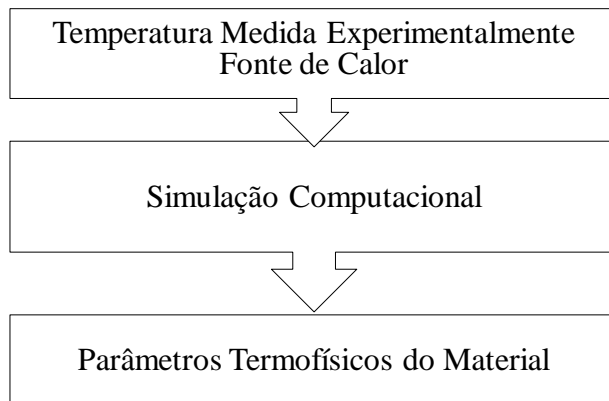 Temperatura Medida Experimentalmente
Fonte de Calor
Simulação Computacional
Parâmetros Termofísicos do Material